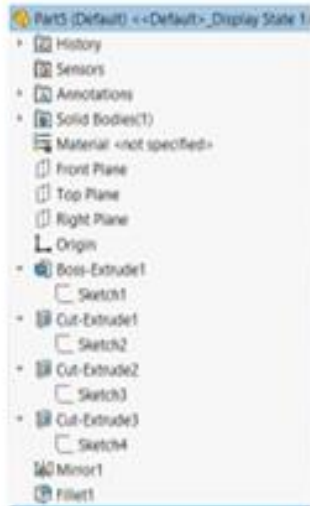 Part5 (Default) <<Default>_Display State 1
History
Sensors
Annotations
Solid Bodies(1)
Material <not specified>
Front Plane
Top Plane
Right Plane
Origin
Boss-Extrude1
Sketch1
Cut-Extrude1
Sketch2
Cut-Extrude2
Sketch3
Cut-Extrude3
Sketch4
Mirror1
Fillet1